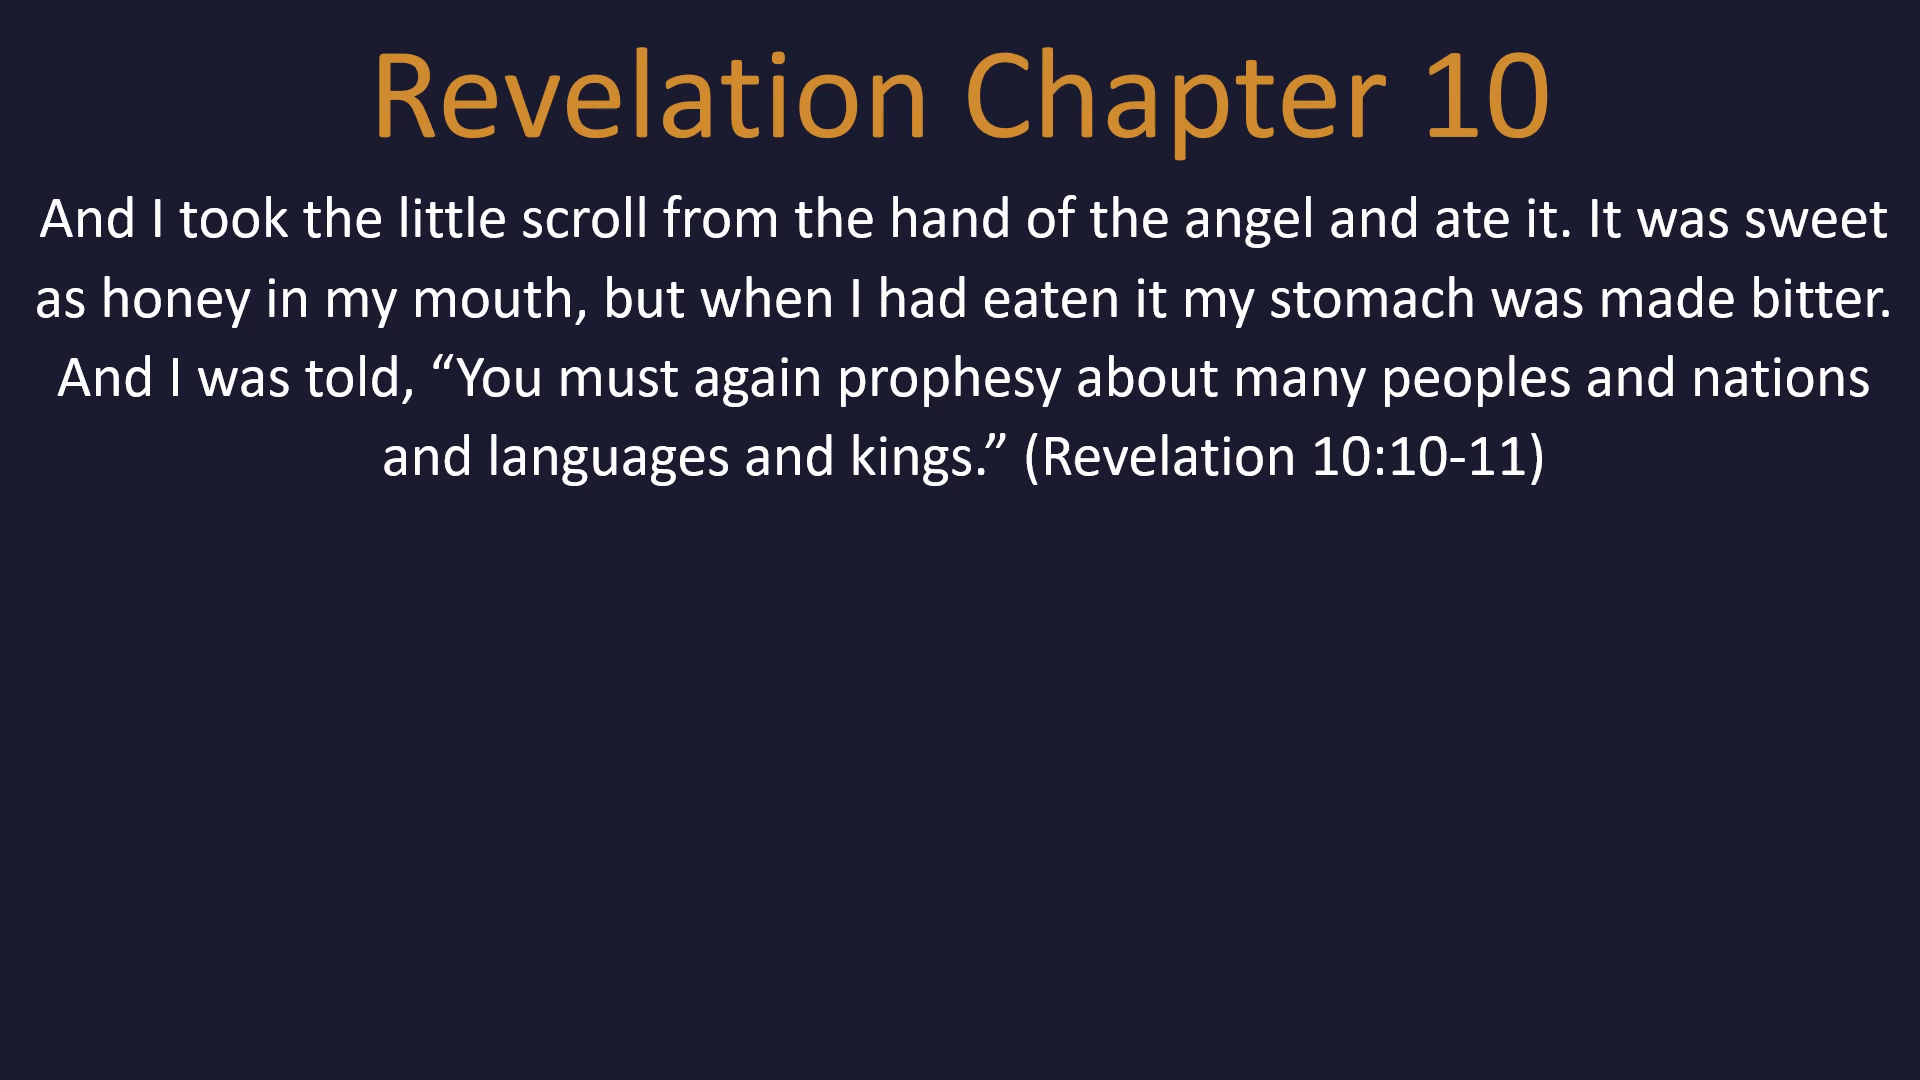 Revelation Chapter 10
And I took the little scroll from the hand of the angel and ate it. It was sweet
as honey in my mouth, but when I had eaten it my stomach was made bitter.
And I was told, “You must again prophesy about many peoples and nations
and languages and kings.” (Revelation 10:10-11)